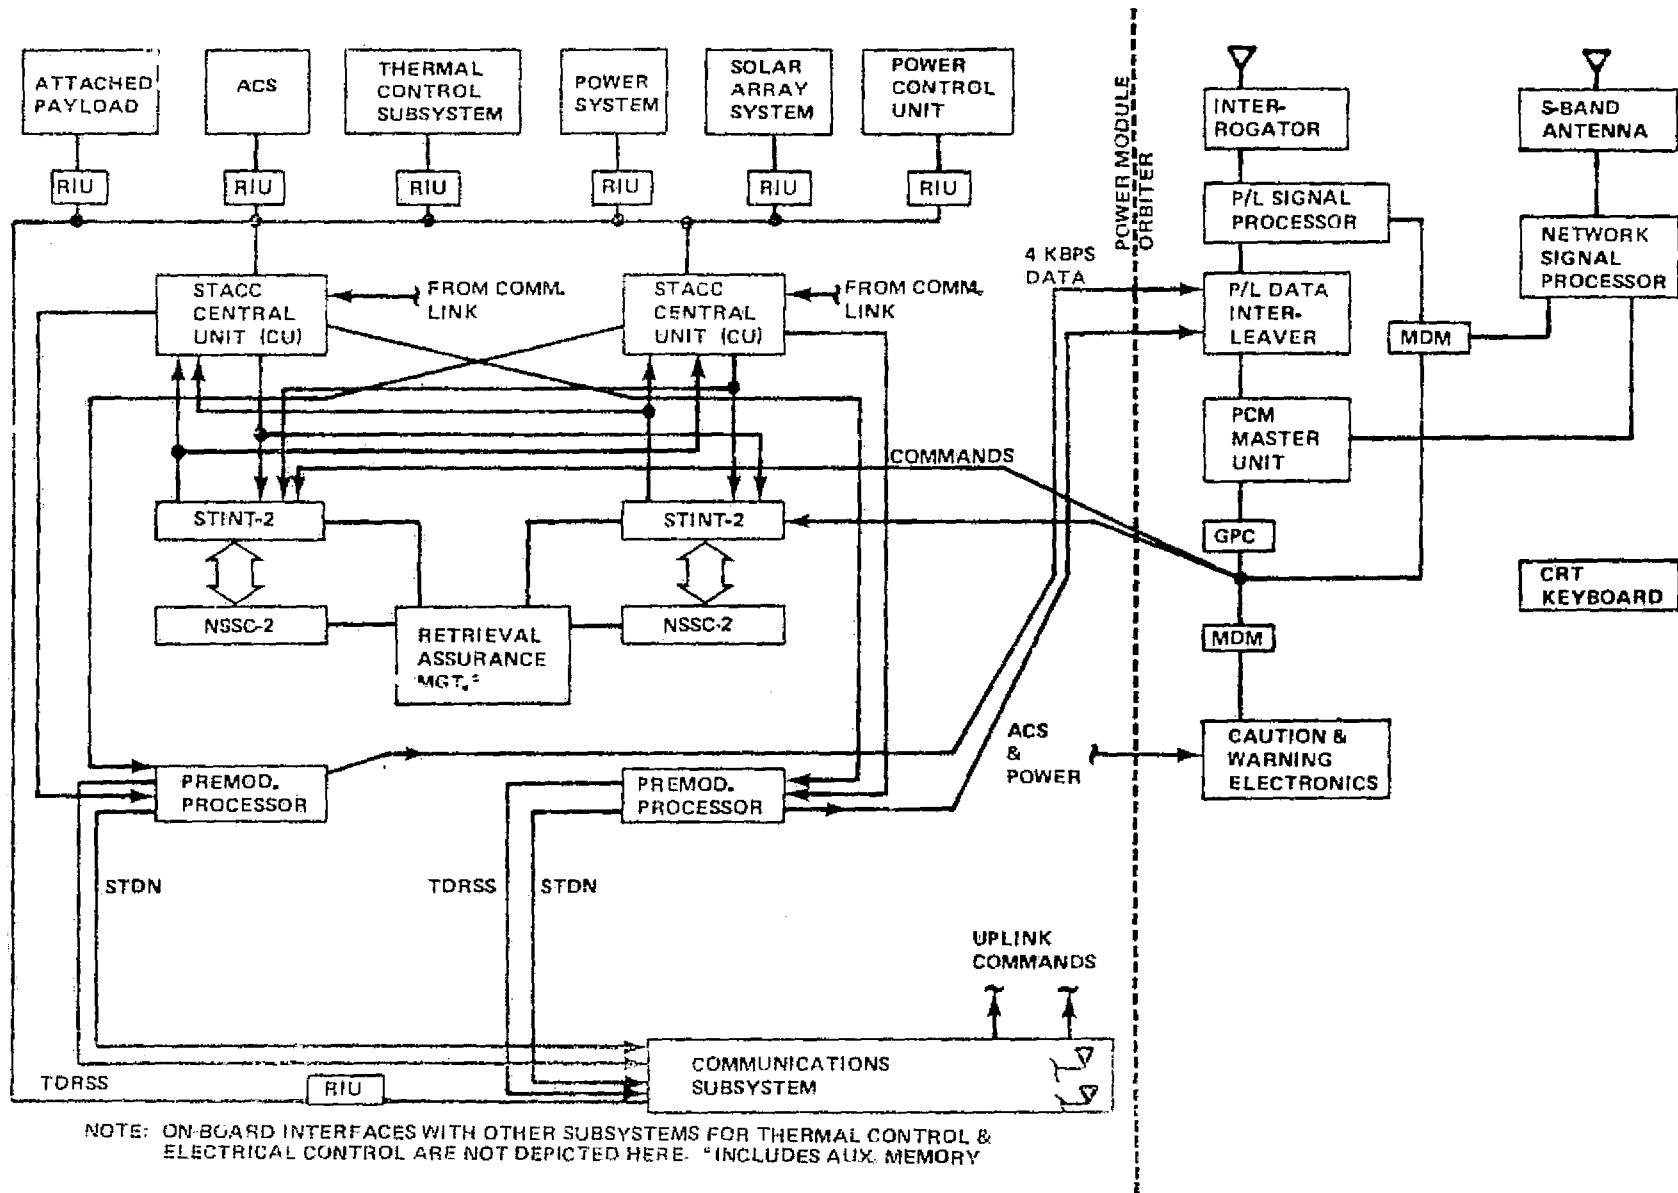 ATTACHED
PAYLOAD
ACS
THERMAL
CONTROL
SUBSYSTEM
POWER
SYSTEM
SOLAR
ARRAY
SYSTEM
POWER
CONTROL
UNIT
RIU
RIU
RIU
RIU
RIU
RIU
STACC
CENTRAL
UNIT (CU)
FROM COMM.
LINK
STACC
CENTRAL
UNIT (CU)
FROM COMM.
LINK
4 KBPS
DATA
POWER MODULE
ORBITER
INTER-
ROGATOR
S-BAND
ANTENNA
P/L SIGNAL
PROCESSOR
NETWORK
SIGNAL
PROCESSOR
P/L DATA
INTER-
LEAVER
MDM
PCM
MASTER
UNIT
COMMANDS
STINT-2
STINT-2
GPC
NSSC-2
NSSC-2
RETRIEVAL
ASSURANCE
MGT.*
CRT
KEYBOARD
MDM
ACS
&
POWER
CAUTION &
WARNING
ELECTRONICS
PREMOD.
PROCESSOR
PREMOD.
PROCESSOR
STDN
TDRSS
STDN
UPLINK
COMMANDS
COMMUNICATIONS
SUBSYSTEM
TDRSS
RIU
NOTE: ON-BOARD INTERFACES WITH OTHER SUBSYSTEMS FOR THERMAL CONTROL &
ELECTRICAL CONTROL ARE NOT DEPICTED HERE. *INCLUDES AUX. MEMORY